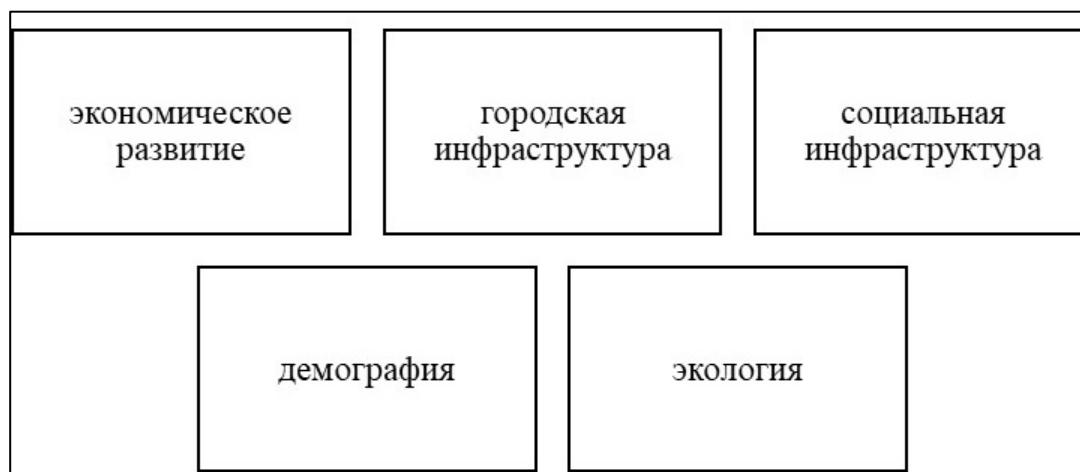 экономическое
развитие
городская
инфраструктура
социальная
инфраструктура
демография
экология